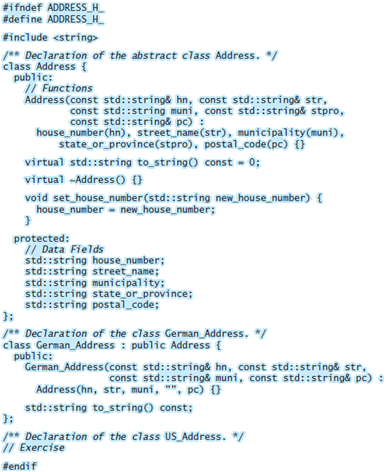 #ifndef ADDRESS_H_
#define ADDRESS_H_
#include <string>
/** Declaration of the abstract class Address. */
class Address {
public:
// Functions
Address(const std::string& hn, const std::string& str,
const std::string muni, const std::string& stpro,
const std::string& pc) :
house_number(hn), street_name(str), municipality(muni),
state_or_province(stpro), postal_code(pc) {}
virtual std::string to_string() const = 0;
virtual ~Address() {}
void set_house_number(std::string new_house_number) {
house_number = new_house_number;
}
protected:
// Data Fields
std::string house_number;
std::string street_name;
std::string municipality;
std::string state_or_province;
std::string postal_code;
};
/** Declaration of the class German_Address. */
class German_Address : public Address {
public:
German_Address(const std::string& hn, const std::string& str,
const std::string& muni, const std::string& pc) :
Address(hn, str, muni, "", pc) {}
std::string to_string() const;
};
/** Declaration of the class US_Address. */
// Exercise
#endif